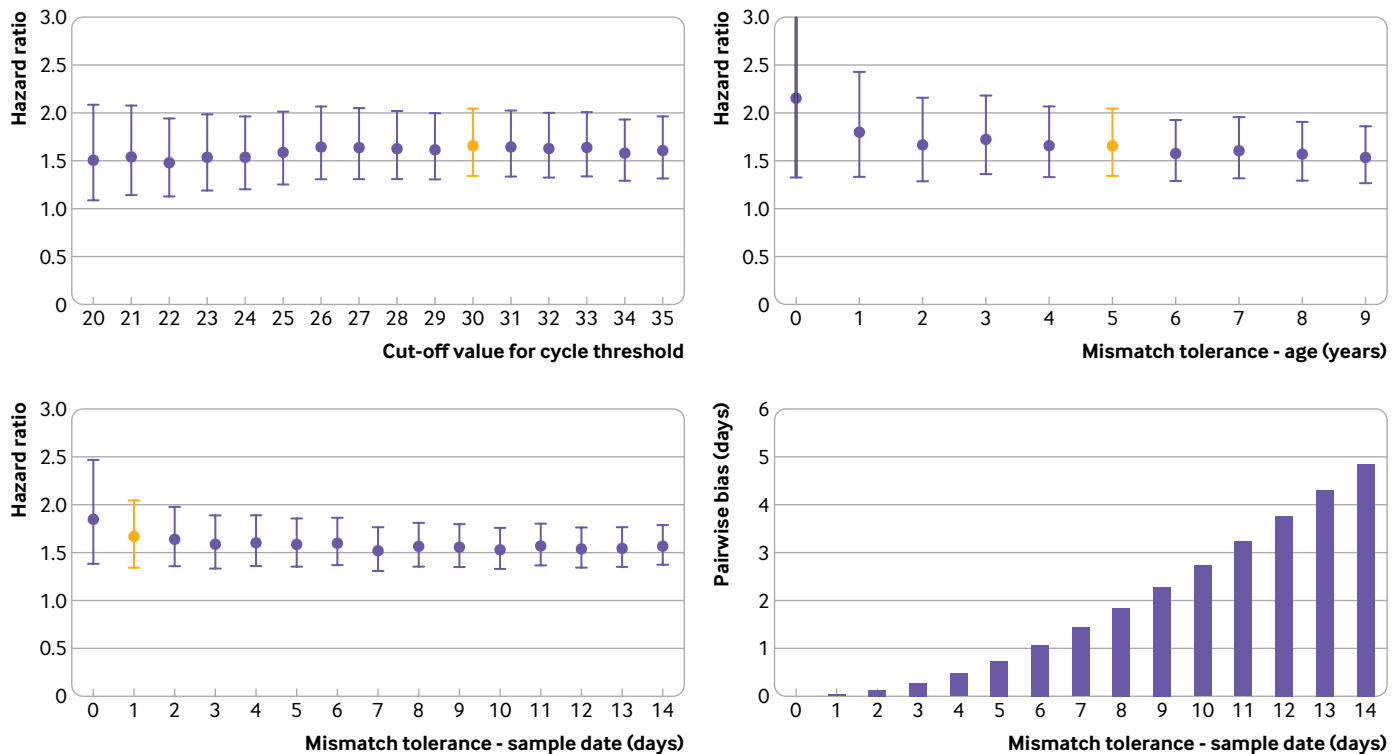 Hazard ratio
3.0
2.5
2.0
1.5
1.0
0.5
0
20 21 22 23 24 25 26 27 28 29 30 31 32 33 34 35
Cut-off value for cycle threshold
Hazard ratio
3.0
2.5
2.0
1.5
1.0
0.5
0
0 1 2 3 4 5 6 7 8 9
Mismatch tolerance - age (years)
Hazard ratio
3.0
2.5
2.0
1.5
1.0
0.5
0
0 1 2 3 4 5 6 7 8 9 10 11 12 13 14
Mismatch tolerance - sample date (days)
Pairwise bias (days)
6
5
4
3
2
1
0
0 1 2 3 4 5 6 7 8 9 10 11 12 13 14
Mismatch tolerance - sample date (days)